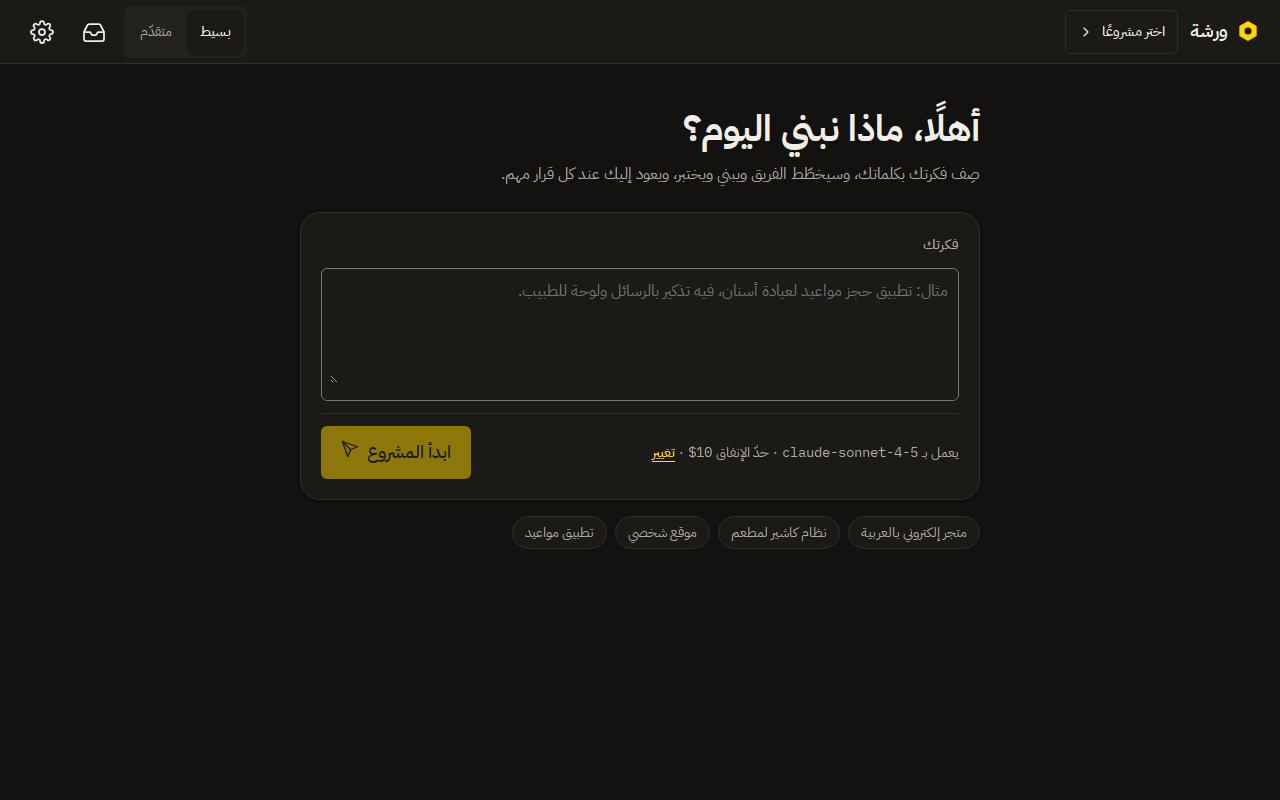 ورشة
اختر مشروعًا
بسيط
متقدّم
أهلًا، ماذا نبني اليوم؟
صِف فكرتك بكلماتك، وسيخطّط الفريق ويبني ويختبر، ويعود إليك عند كل قرار مهم.
فكرتك
مثال: تطبيق حجز مواعيد لعيادة أسنان، فيه تذكير بالرسائل ولوحة للطبيب.
يعمل بـ claude-sonnet-4-5 · حدّ الإنفاق 10$ · تغيير
ابدأ المشروع
متجر إلكتروني بالعربية
نظام كاشير لمطعم
موقع شخصي
تطبيق مواعيد